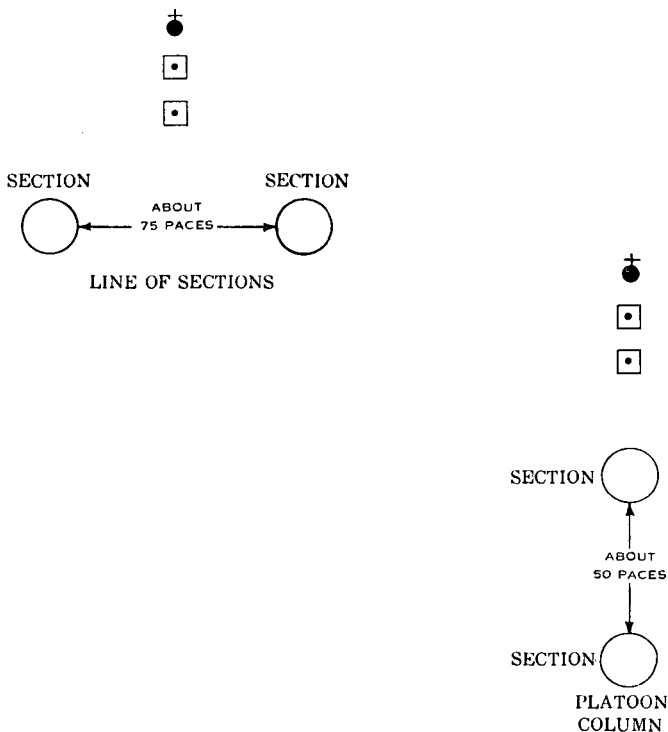 SECTION
SECTION
ABOUT
75 PACES
LINE OF SECTIONS
SECTION
ABOUT
50 PACES
SECTION
PLATOON
COLUMN